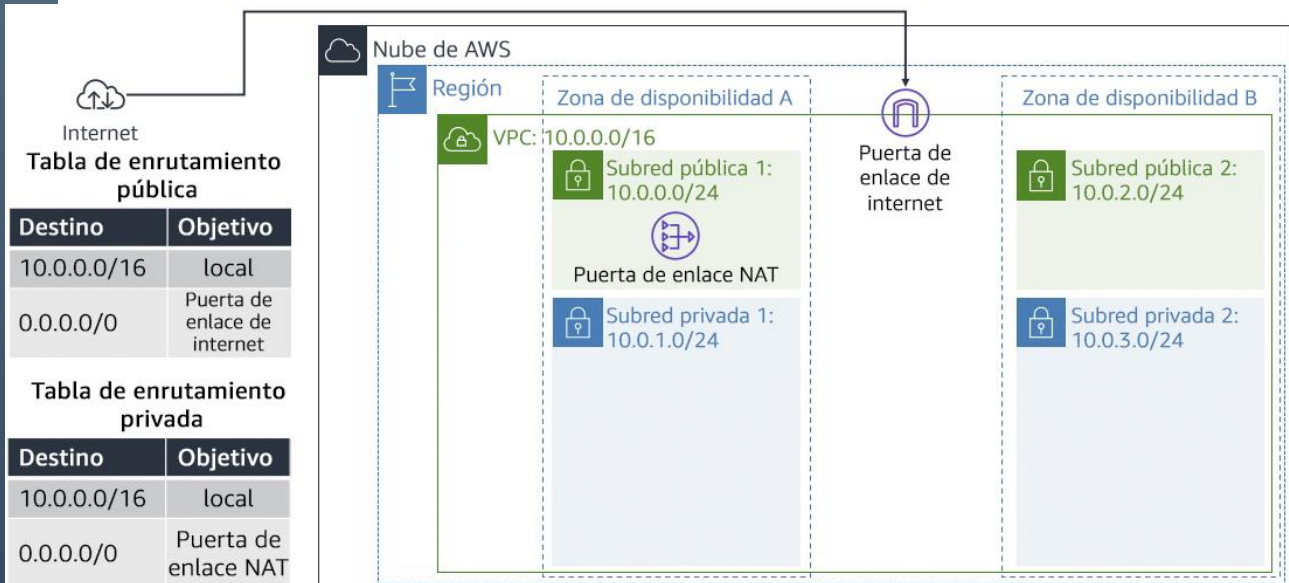 Nube de AWS
Región
Zona de disponibilidad A
Zona de disponibilidad B
Internet
VPC: 10.0.0.0/16
Puerta de
enlace de
internet
Subred pública 1:
10.0.0.0/24
Subred pública 2:
10.0.2.0/24
Puerta de enlace NAT
Subred privada 1:
10.0.1.0/24
Subred privada 2:
10.0.3.0/24
Tabla de enrutamiento
pública
Destino Objetivo
10.0.0.0/16 local
0.0.0.0/0 Puerta de
enlace de
internet
Tabla de enrutamiento
privada
Destino Objetivo
10.0.0.0/16 local
0.0.0.0/0 Puerta de
enlace NAT